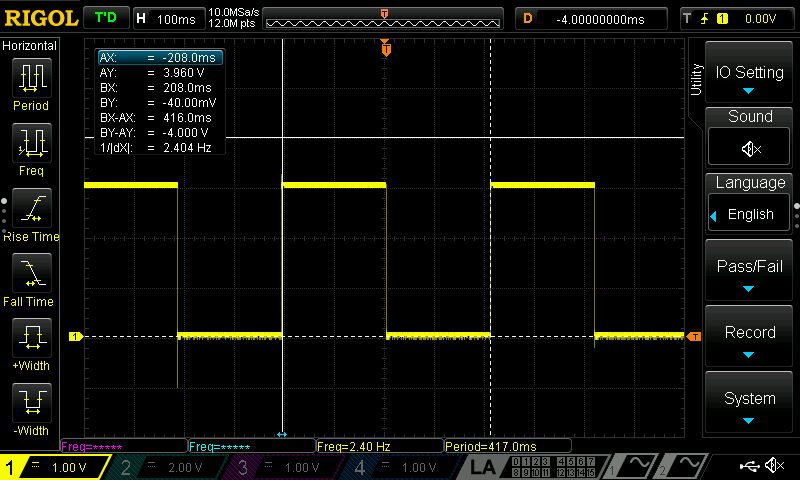 RIGOL T'D H 100ms 10.0MSa/s D -4.00000000ms T 1 0.00V
12.0M pts
Horizontal
Period
Freq
Rise Time
Fall Time
+Width
-Width
AX: = -208.0ms
AY: = 3.960 V
BX: = 208.0ms
BY: = -40.00mV
BX-AX: = 416.0ms
BY-AY: = -4.000 V
1/|dX|: = 2.404 Hz
T
1
T
Utility
IO Setting
Sound
Language
English
Pass/Fail
Record
System
Freq=***** Freq=***** Freq=2.40 Hz Period=417.0ms
1 = 1.00 V 2 = 2.00 V 3 = 1.00 V 4 = 1.00 V LA 0 1 2 3 4 5 6 7 1 2
8 9 10 11 12 13 14 15